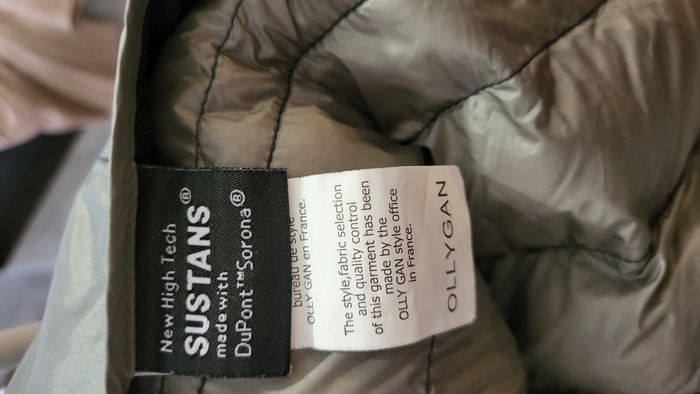 New High Tech
SUSTANS®
made with
DuPont™Sorona®
bureau de style
OLLY GAN en France.
The style,fabric selection
and quality control
of this garment has been
made by the
OLLY GAN style office
in France.
OLLYGAN